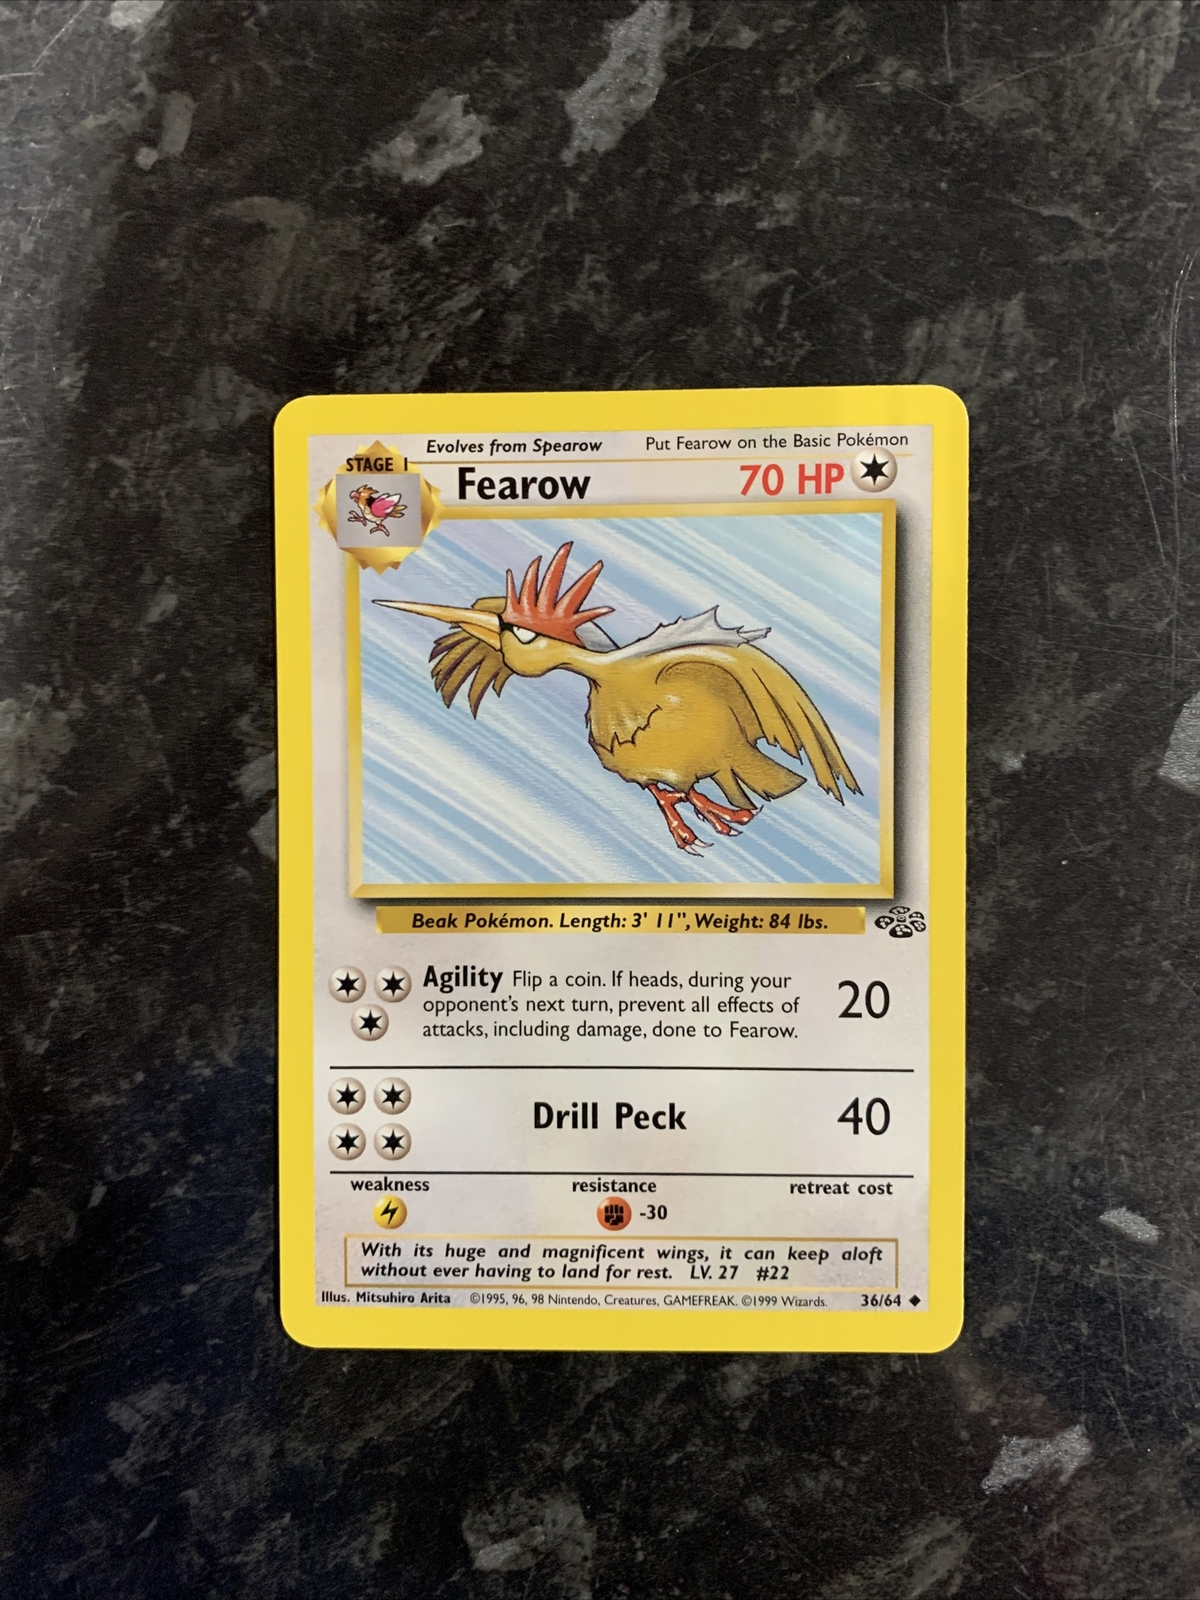 Evolves from Spearow Put Fearow on the Basic Pokémon
STAGE 1
Fearow 70 HP
Beak Pokémon. Length: 3' 11", Weight: 84 lbs.
Agility Flip a coin. If heads, during your
opponent's next turn, prevent all effects of
attacks, including damage, done to Fearow.
20
Drill Peck 40
weakness resistance retreat cost
-30
With its huge and magnificent wings, it can keep aloft
without ever having to land for rest. LV. 27 #22
Illus. Mitsuhiro Arita ©1995, 96, 98 Nintendo, Creatures, GAMEFREAK. ©1999 Wizards. 36/64